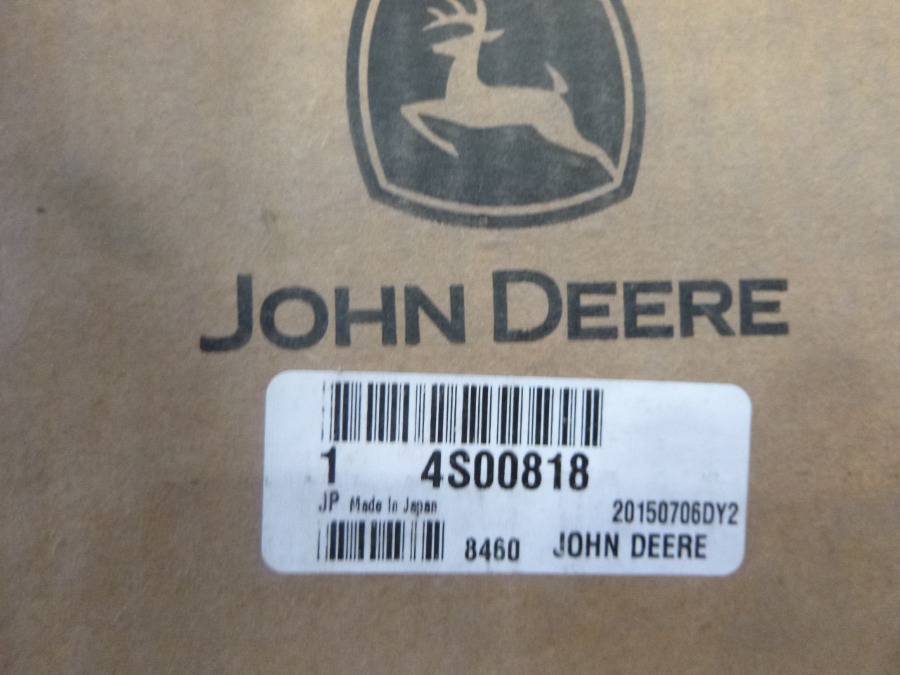 JOHN DEERE
1 4S00818
JP Made In Japan
20150706DY2
8460 JOHN DEERE